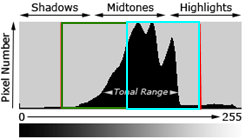 Shadows Midtones Highlights
Pixel Number
Tonal Range
0 255